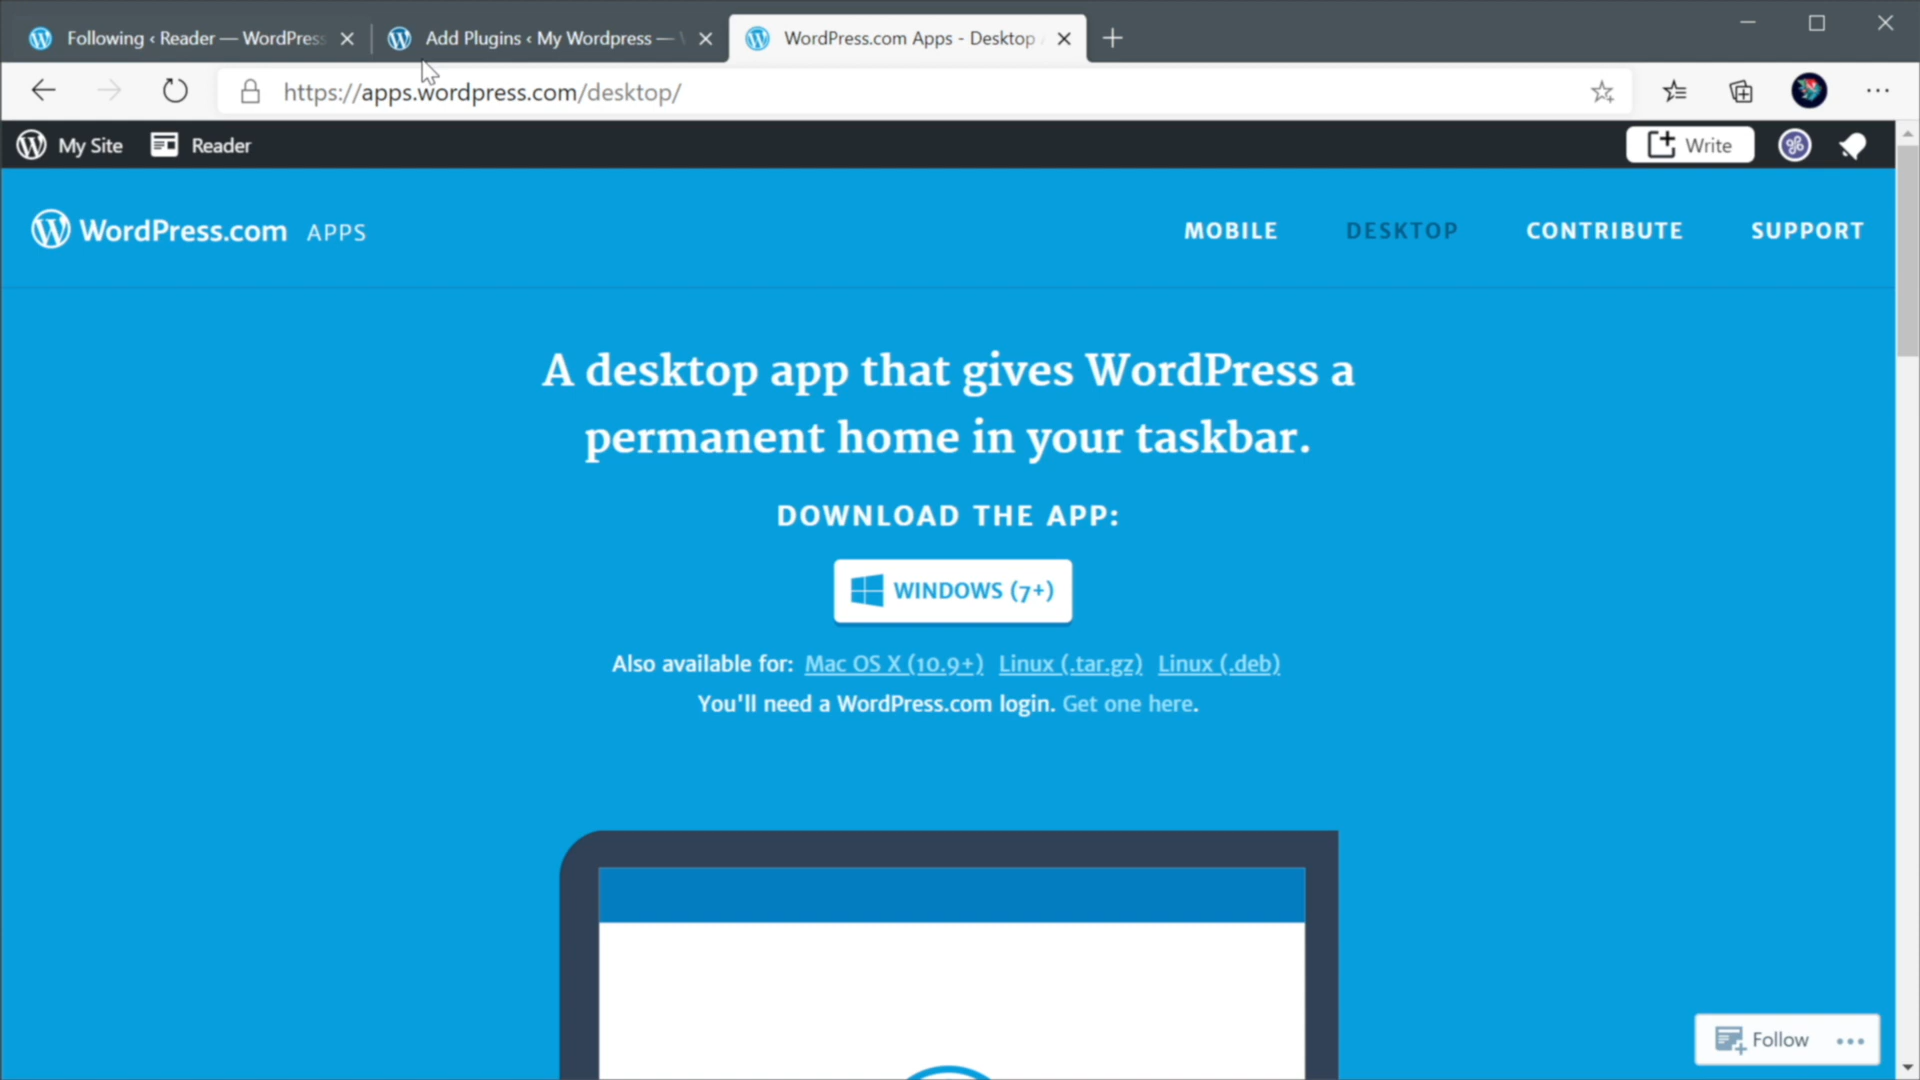 Following ‹ Reader — WordPress
Add Plugins ‹ My Wordpress —
WordPress.com Apps - Desktop
https://apps.wordpress.com/desktop/
My Site
Reader
Write
WordPress.com APPS
MOBILE
DESKTOP
CONTRIBUTE
SUPPORT
A desktop app that gives WordPress a
permanent home in your taskbar.
DOWNLOAD THE APP:
WINDOWS (7+)
Also available for: Mac OS X (10.9+) Linux (.tar.gz) Linux (.deb)
You'll need a WordPress.com login. Get one here.
Follow